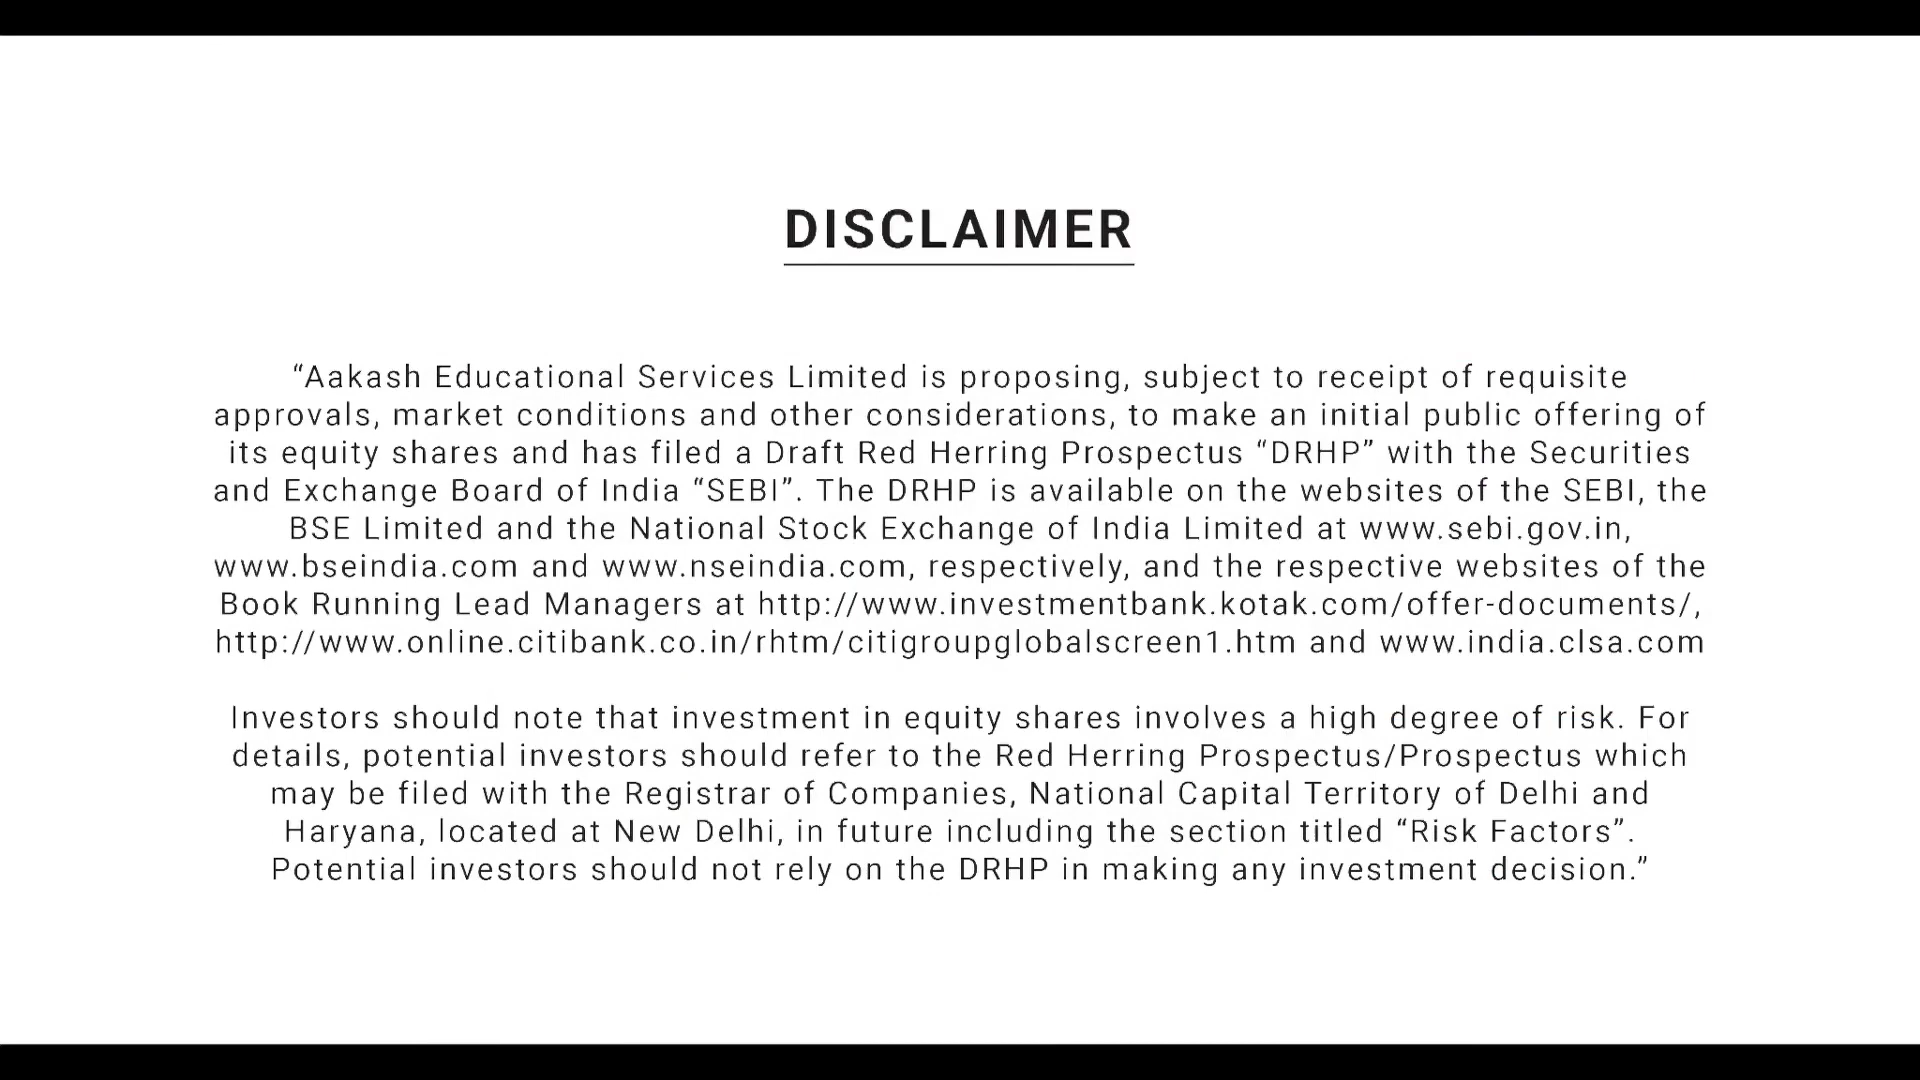 DISCLAIMER
“Aakash Educational Services Limited is proposing, subject to receipt of requisite
approvals, market conditions and other considerations, to make an initial public offering of
its equity shares and has filed a Draft Red Herring Prospectus “DRHP” with the Securities
and Exchange Board of India “SEBI”. The DRHP is available on the websites of the SEBI, the
BSE Limited and the National Stock Exchange of India Limited at www.sebi.gov.in,
www.bseindia.com and www.nseindia.com, respectively, and the respective websites of the
Book Running Lead Managers at http://www.investmentbank.kotak.com/offer-documents/,
http://www.online.citibank.co.in/rhtm/citigroupglobalscreen1.htm and www.india.clsa.com
Investors should note that investment in equity shares involves a high degree of risk. For
details, potential investors should refer to the Red Herring Prospectus/Prospectus which
may be filed with the Registrar of Companies, National Capital Territory of Delhi and
Haryana, located at New Delhi, in future including the section titled “Risk Factors”.
Potential investors should not rely on the DRHP in making any investment decision.”